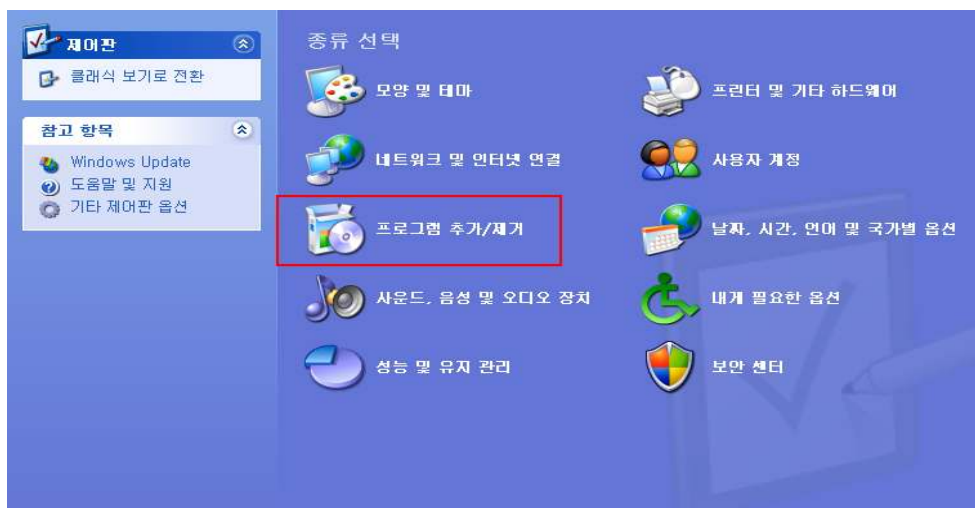 제어판
클래식 보기로 전환
참고 항목
Windows Update
도움말 및 지원
기타 제어판 옵션
종류 선택
모양 및 테마
프린터 및 기타 하드웨어
네트워크 및 인터넷 연결
사용자 계정
프로그램 추가/제거
날짜, 시간, 언어 및 국가별 옵션
사운드, 음성 및 오디오 장치
내게 필요한 옵션
성능 및 유지 관리
보안 센터